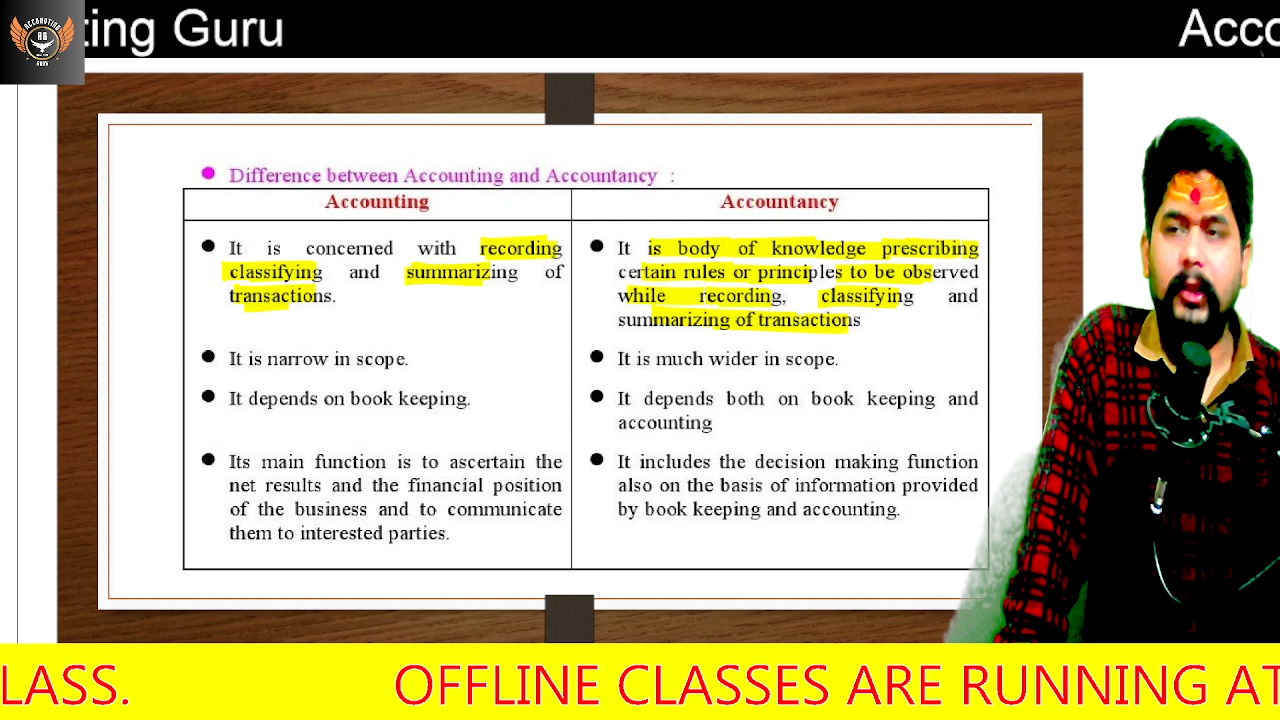 ting Guru
Acco
ACCOUNTING
AG
GURU
Difference between Accounting and Accountancy :
Accounting
Accountancy
It is concerned with recording
classifying and summarizing of
transactions.
It is body of knowledge prescribing
certain rules or principles to be observed
while recording, classifying and
summarizing of transactions
It is narrow in scope.
It is much wider in scope.
It depends on book keeping.
It depends both on book keeping and
accounting
Its main function is to ascertain the
net results and the financial position
of the business and to communicate
them to interested parties.
It includes the decision making function
also on the basis of information provided
by book keeping and accounting.
LASS.
OFFLINE CLASSES ARE RUNNING AT